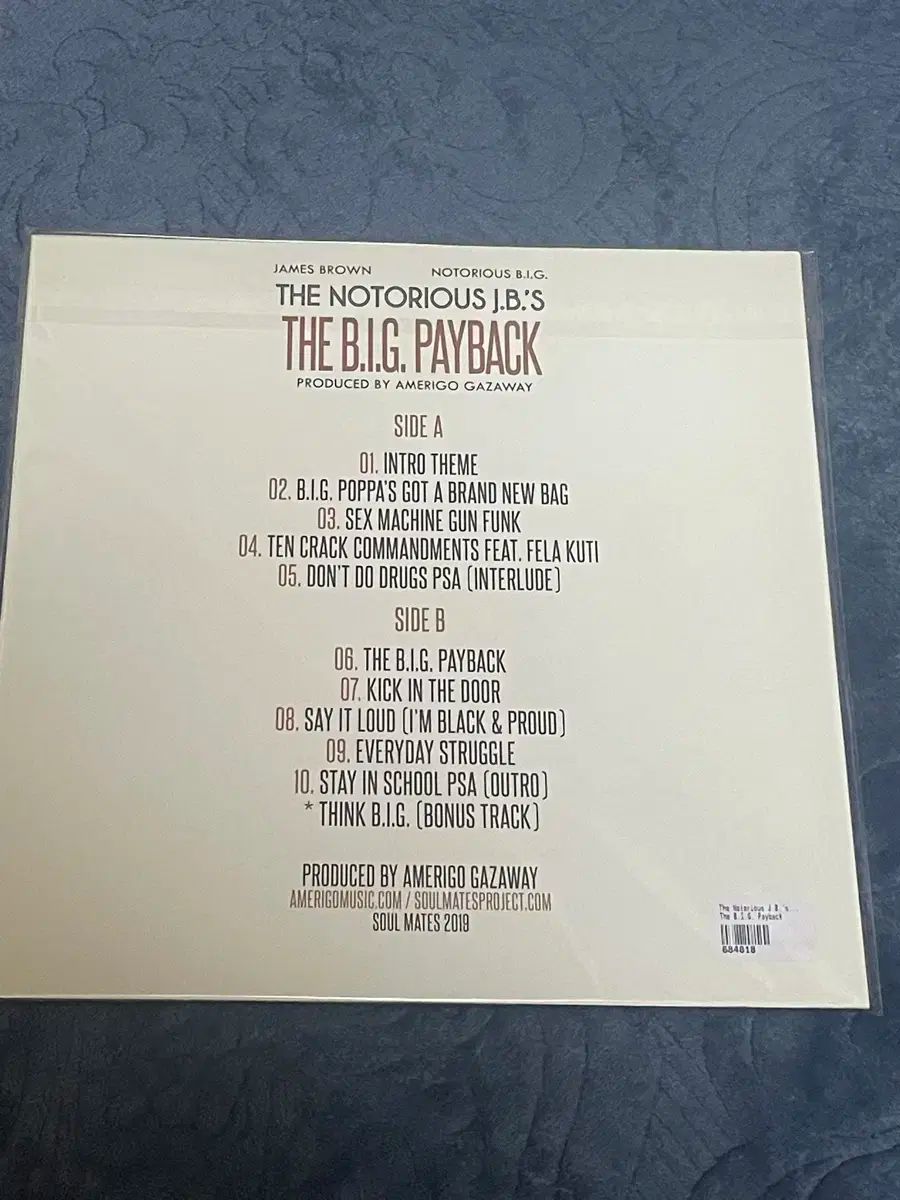 JAMES BROWN NOTORIOUS B.I.G.
THE NOTORIOUS J.B.'S
THE B.I.G. PAYBACK
PRODUCED BY AMERIGO GAZAWAY
SIDE A
01. INTRO THEME
02. B.I.G. POPPA'S GOT A BRAND NEW BAG
03. SEX MACHINE GUN FUNK
04. TEN CRACK COMMANDMENTS FEAT. FELA KUTI
05. DON'T DO DRUGS PSA (INTERLUDE)
SIDE B
06. THE B.I.G. PAYBACK
07. KICK IN THE DOOR
08. SAY IT LOUD (I'M BLACK & PROUD)
09. EVERYDAY STRUGGLE
10. STAY IN SCHOOL PSA (OUTRO)
* THINK B.I.G. (BONUS TRACK)
PRODUCED BY AMERIGO GAZAWAY
AMERIGOMUSIC.COM / SOULMATESPROJECT.COM
SOUL MATES 2019
The Notorious J.B.'s...
The B.I.G. Payback
684818